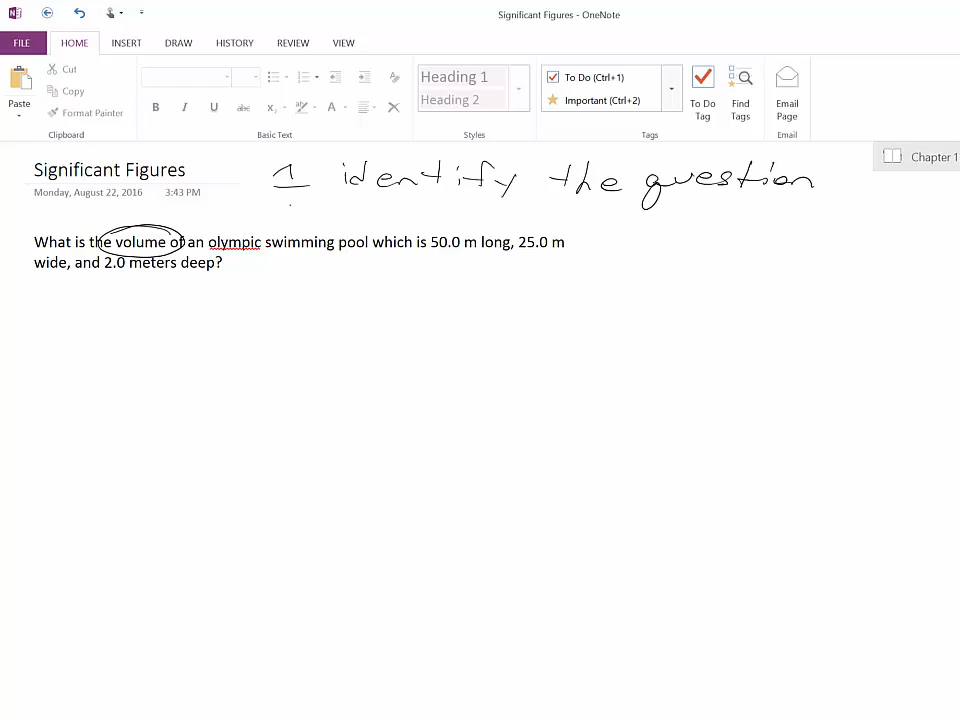 Significant Figures - OneNote
FILE HOME INSERT DRAW HISTORY REVIEW VIEW
Paste
Cut
Copy
Format Painter
Clipboard
B I U abc x₂ A
Basic Text
Heading 1
Heading 2
Styles
To Do (Ctrl+1)
Important (Ctrl+2)
Tags
To Do
Tag
Find
Tags
Email
Page
Email
Chapter 1
Significant Figures
Monday, August 22, 2016 3:43 PM
1 identify the question
What is the volume of an olympic swimming pool which is 50.0 m long, 25.0 m
wide, and 2.0 meters deep?